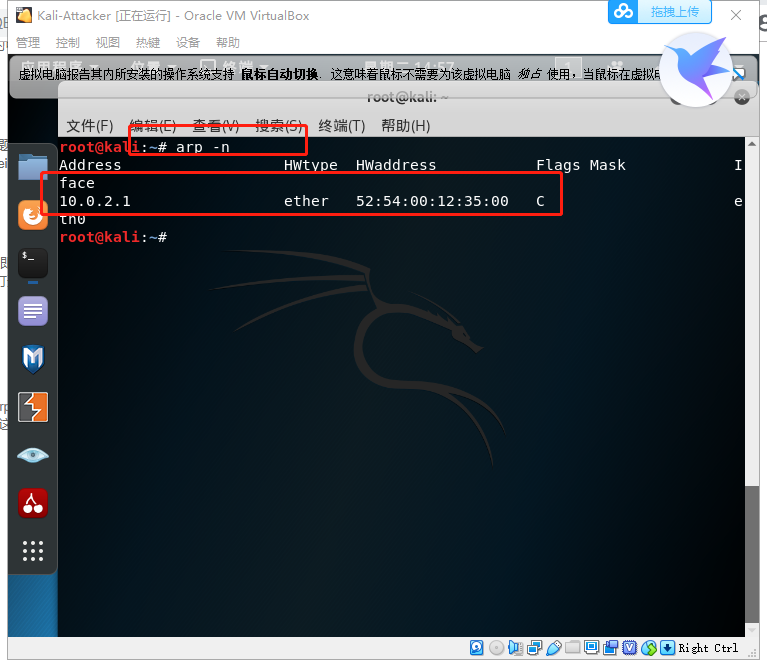 Kali-Attacker [正在运行] - Oracle VM VirtualBox
拖拽上传
管理 控制 视图 热键 设备 帮助
虚拟电脑报告其内所安装的操作系统支持 鼠标自动切换. 这意味着鼠标不需要为该虚拟电脑 独占 使用, 当鼠标在虚拟
root@kali: ~
文件(F) 编辑(E) 查看(V) 搜索(S) 终端(T) 帮助(H)
root@kali:~# arp -n
Address HWtype HWaddress Flags Mask I
face
10.0.2.1 ether 52:54:00:12:35:00 C e
th0
root@kali:~#
Right Ctrl